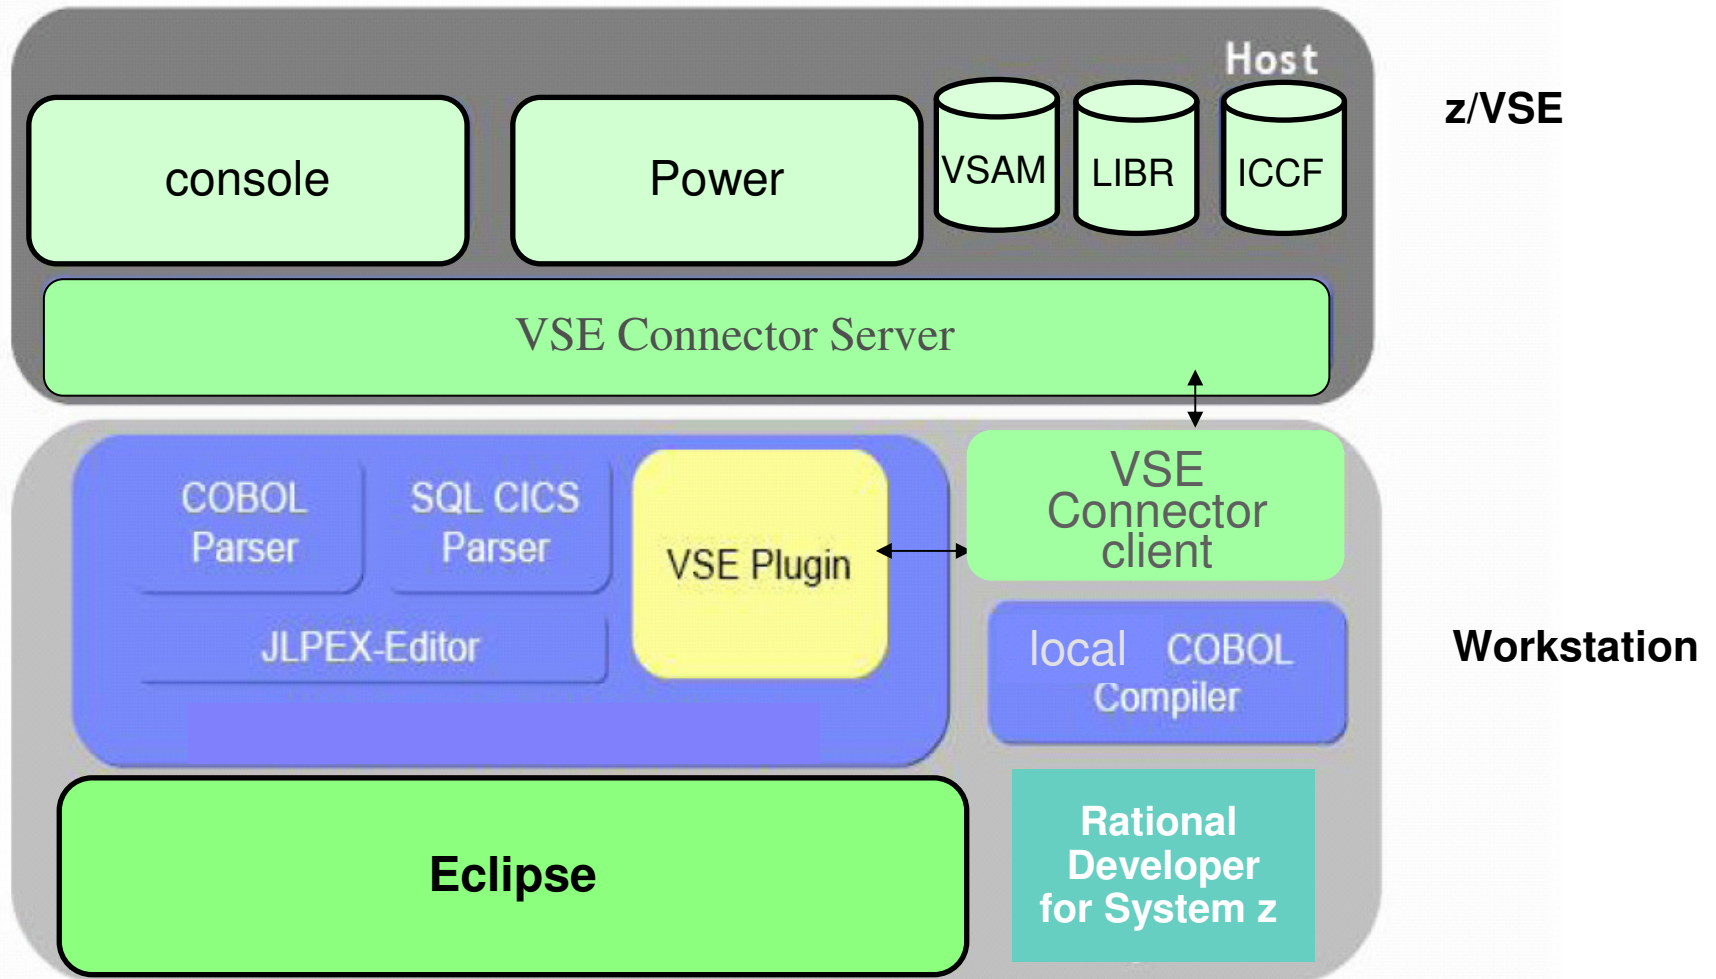 Host
z/VSE
console
Power
VSAM
LIBR
ICCF
VSE Connector Server
COBOL
Parser
SQL CICS
Parser
VSE Plugin
JLPEX-Editor
VSE
Connector
client
local COBOL
Compiler
Workstation
Eclipse
Rational
Developer
for System z